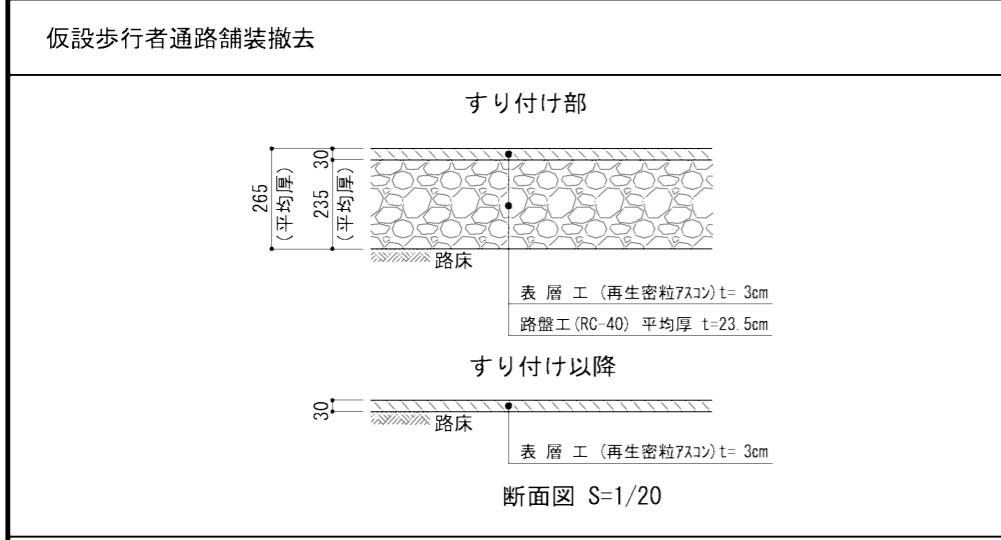 仮設歩行者通路舗装撤去
すり付け部
265
(平均厚)
30
235
(平均厚)
路床
表 層 工 (再生密粒アスコン)t= 3cm
路盤工(RC-40) 平均厚 t=23.5cm
すり付け以降
30
路床
表 層 工 (再生密粒アスコン)t= 3cm
断面図 S=1/20